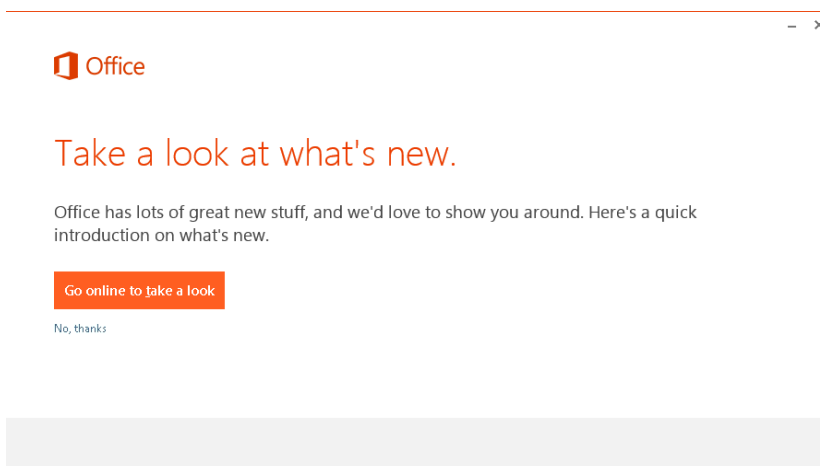 Office
Take a look at what's new.
Office has lots of great new stuff, and we'd love to show you around. Here's a quick
introduction on what's new.
Go online to take a look
No, thanks